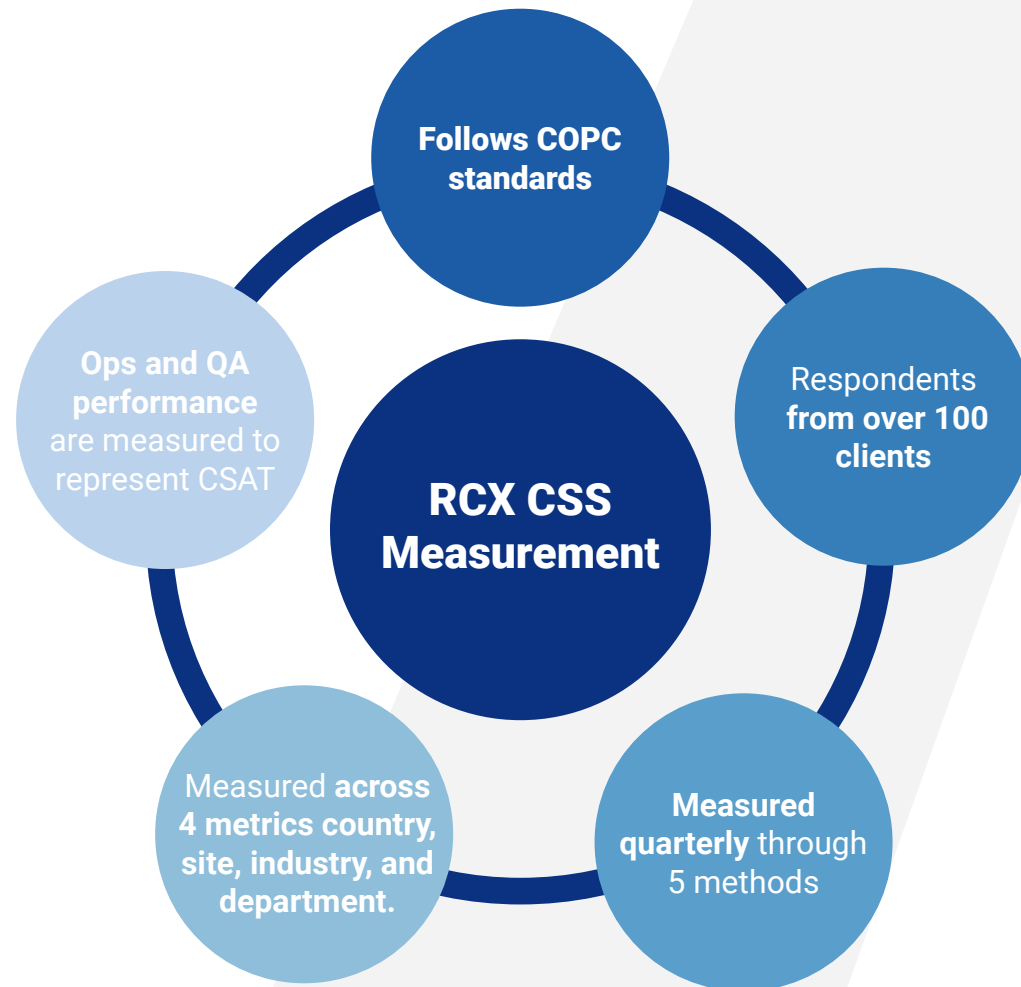 Follows COPC
standards
Respondents
from over 100
clients
Ops and QA
performance
are measured to
represent CSAT
RCX CSS
Measurement
Measured across
4 metrics country,
site, industry, and
department.
Measured
quarterly through
5 methods